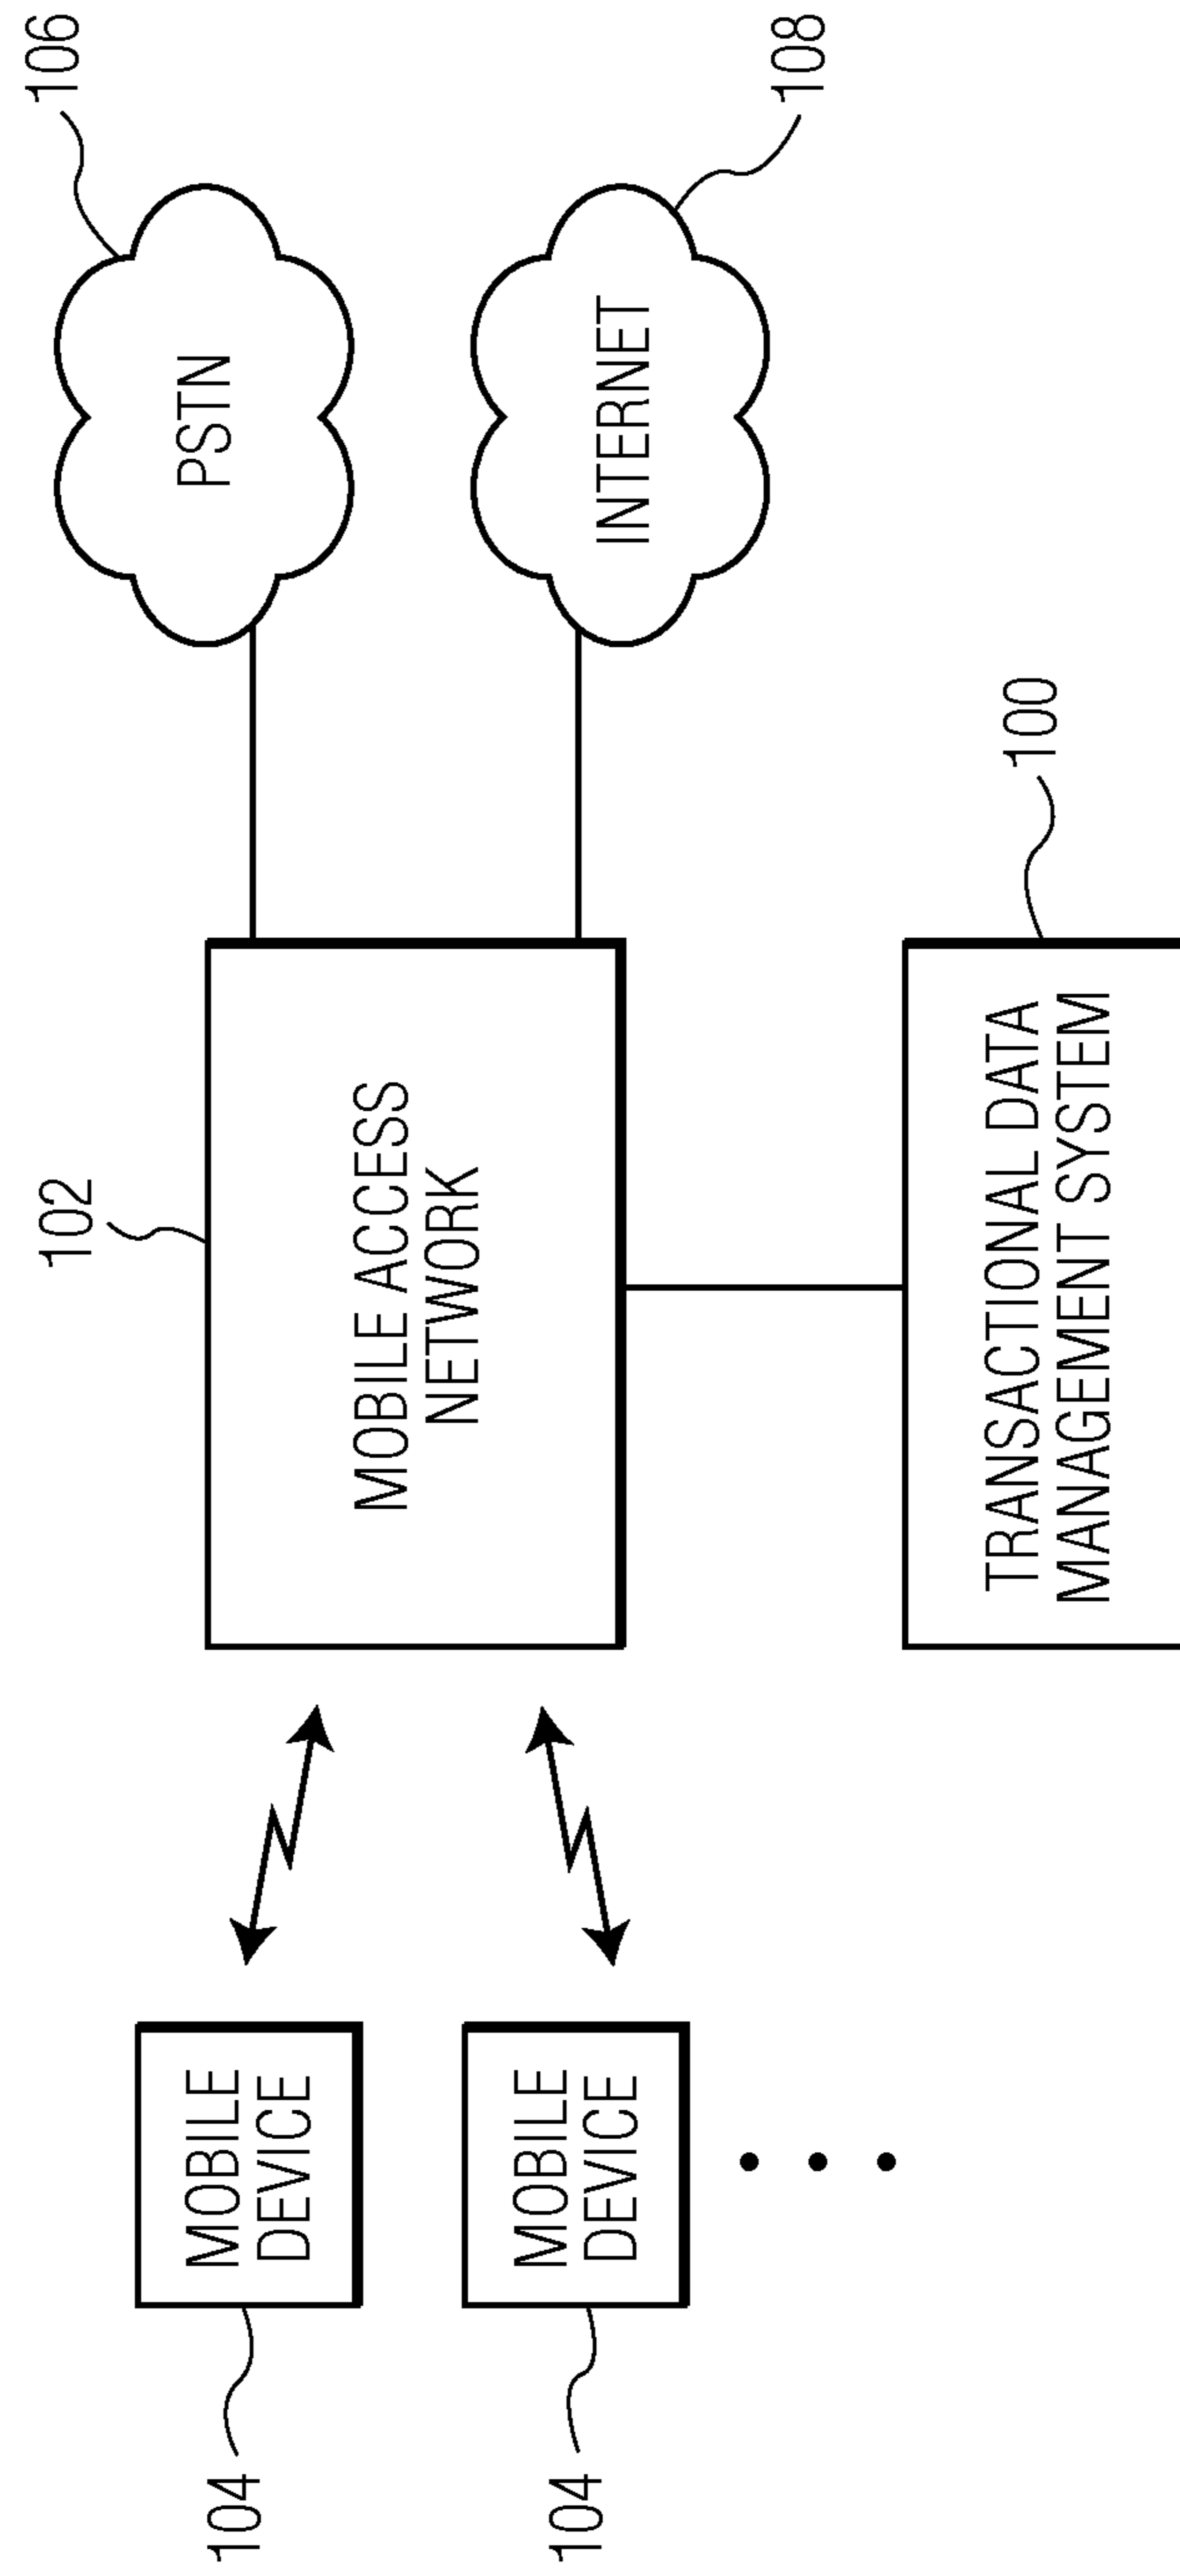 106
102
PSTN
104
MOBILE
DEVICE
MOBILE ACCESS
NETWORK
104
MOBILE
DEVICE
INTERNET
108
100
TRANSACTIONAL DATA
MANAGEMENT SYSTEM